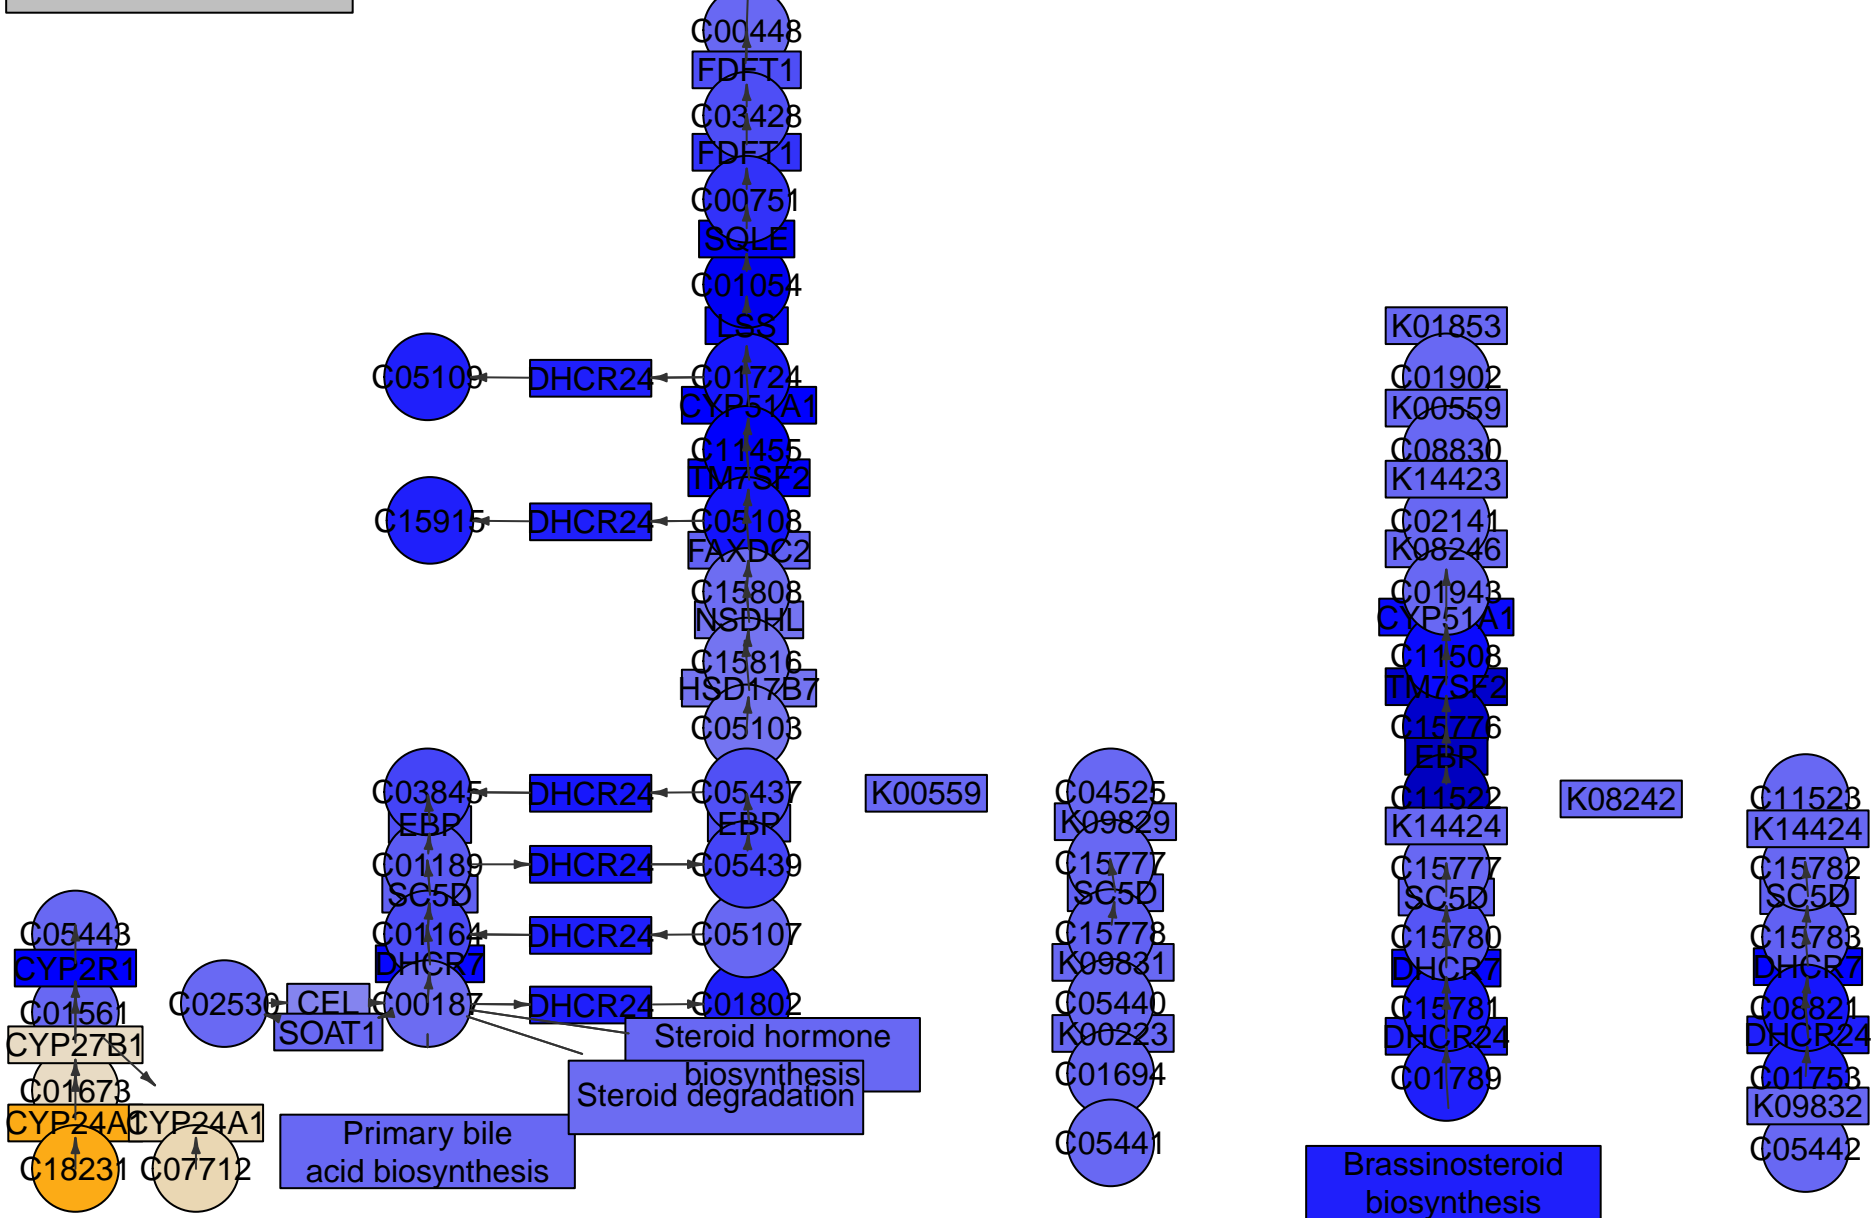 C00448
FDFT1
C03428
FDFT1
C00751
SQLE
C01054
LSS
C05109
DHCR24
C01724
CYP51A1
C11455
TM7SF2
C15915
DHCR24
C05108
FAXDC2
C15808
NSDHL
C15816
HSD17B7
C05103
C03845
DHCR24
C05437
EBP
EBP
C01189
DHCR24
C05439
SC5D
C01164
DHCR24
C05107
DHCR7
C02530
CEL
SOAT1
C00187
DHCR24
C01802
C05443
CYP2R1
C01561
CYP27B1
C01673
CYP24A1
CYP24A1
C18231
C07712
Steroid hormone
biosynthesis
Steroid degradation
Primary bile
acid biosynthesis
K00559
C04525
K09829
C15777
SC5D
C15778
K09831
C05440
K00223
C01694
C05441
K01853
C01902
K00559
C08830
K14423
C02141
K08246
C01943
CYP51A1
C11508
TM7SF2
C15776
EBP
C11522
K14424
C15777
SC5D
C15780
DHCR7
C15781
DHCR24
C01789
Brassinosteroid
biosynthesis
K08242
C11523
K14424
C15782
SC5D
C15783
DHCR7
C08821
DHCR24
C01753
K09832
C05442